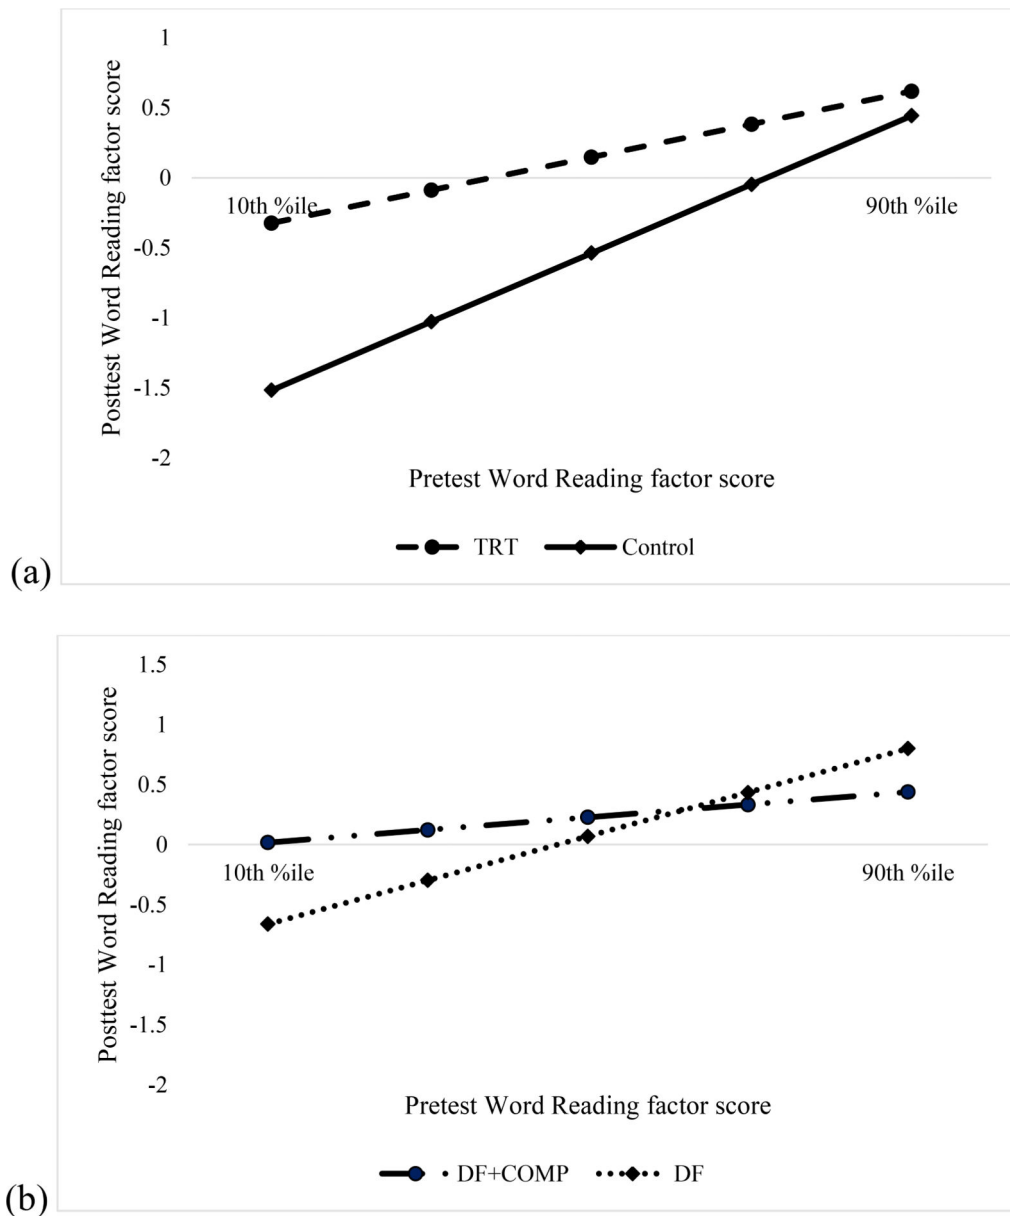 1
0.5
0
-0.5
-1
-1.5
-2
Posttest Word Reading factor score
10th %ile
90th %ile
Pretest Word Reading factor score
TRT Control
(a)
1.5
1
0.5
0
-0.5
-1
-1.5
-2
Posttest Word Reading factor score
10th %ile
90th %ile
Pretest Word Reading factor score
DF+COMP DF
(b)